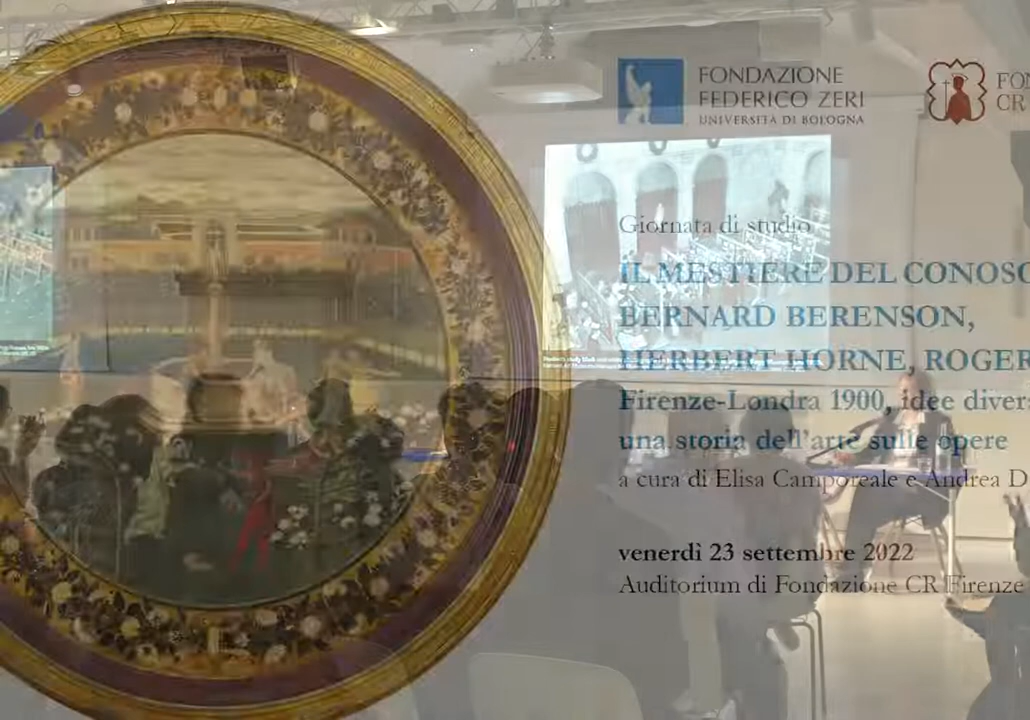 FONDAZIONE
FEDERICO ZERI
UNIVERSITÀ DI BOLOGNA
FON
CR
Giornata di studio
IL MESTIERE DEL CONOSC
BERNARD BERENSON,
HERBERT HORNE, ROGER
Firenze-Londra 1900, idee divers
una storia dell'arte sulle opere
a cura di Elisa Camporeale e Andrea D
venerdì 23 settembre 2022
Auditorium di Fondazione CR Firenze